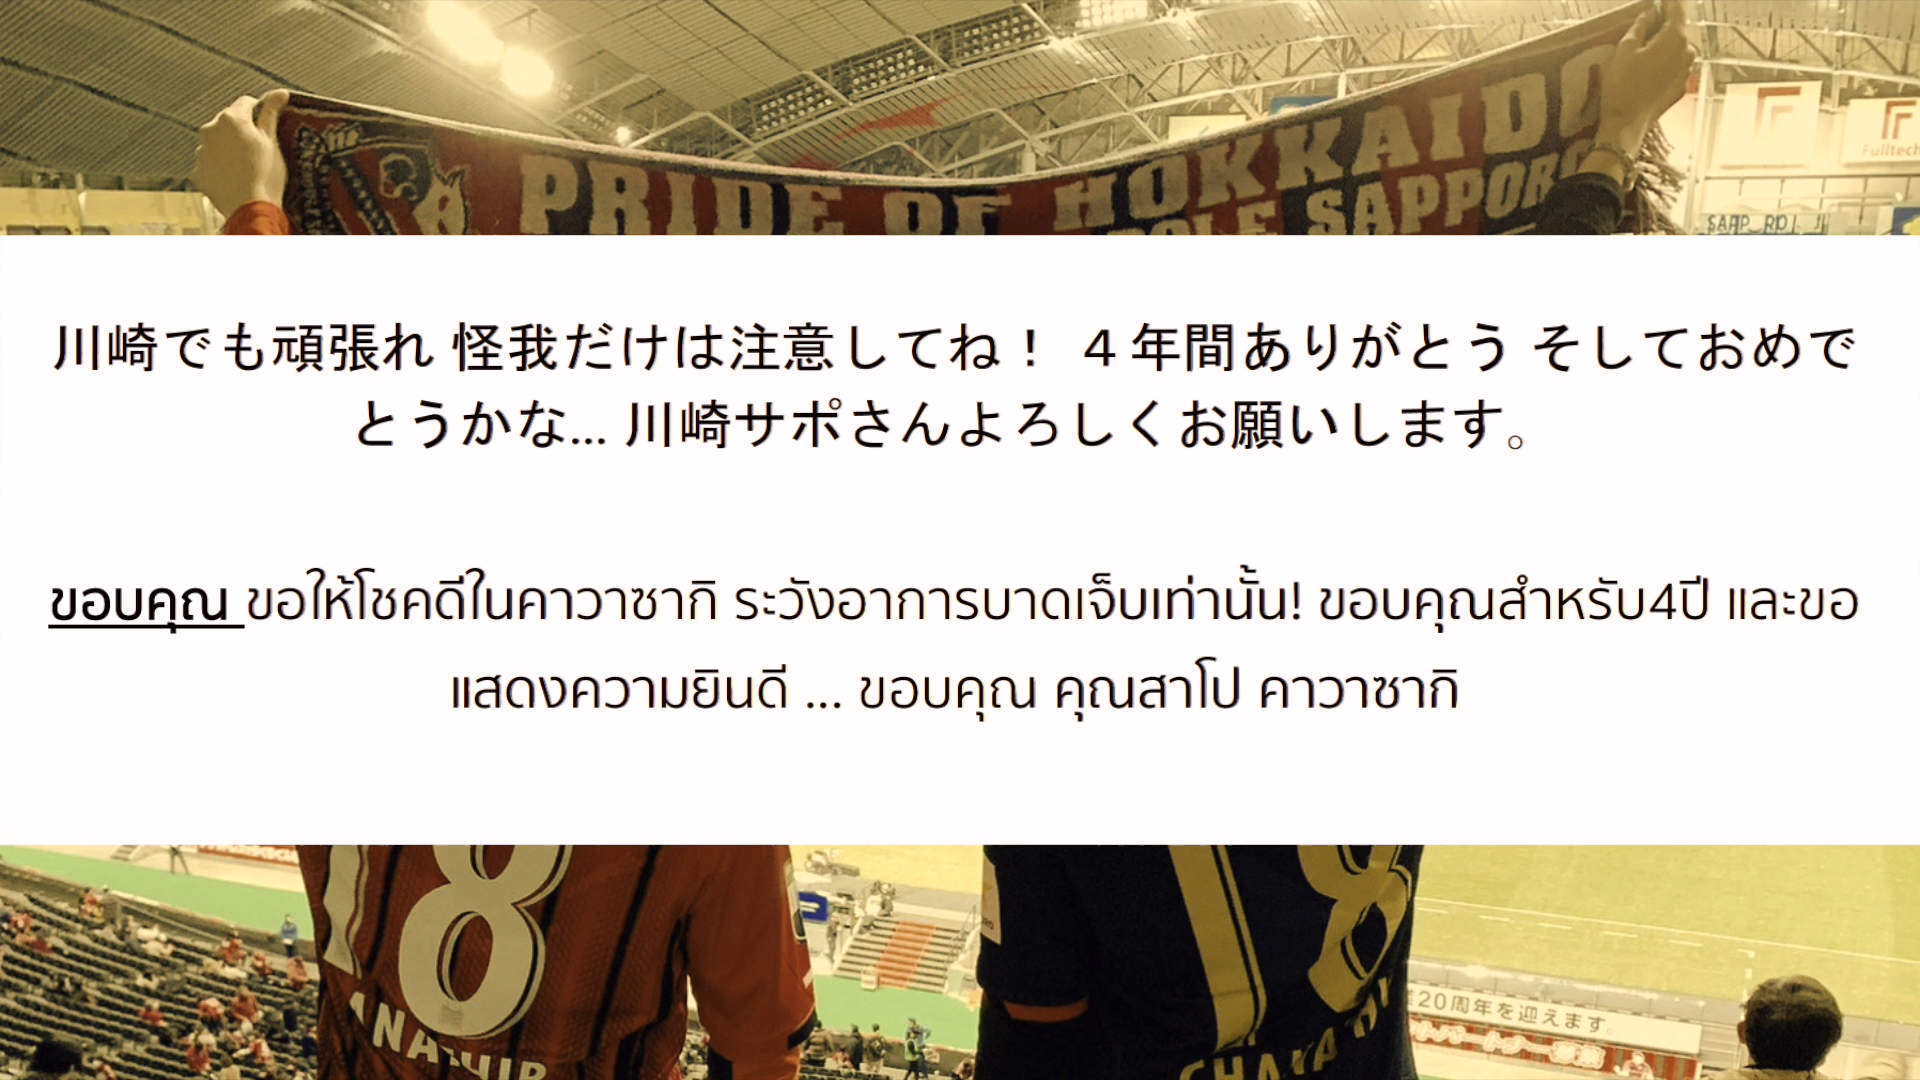 PRIDE OF HOKKAIDO
SAPPORO
Fulltech
川崎でも頑張れ 怪我だけは注意してね！ ４年間ありがとう そしておめで
とうかな... 川崎サポさんよろしくお願いします。
ขอบคุณ ขอให้โชคดีในคาวาซากิ ระวังอาการบาดเจ็บเท่านั้น! ขอบคุณสำหรับ4ปี และขอ
แสดงความยินดี ... ขอบคุณ คุณสาโป คาวาซากิ
18
18
20周年を迎えます。